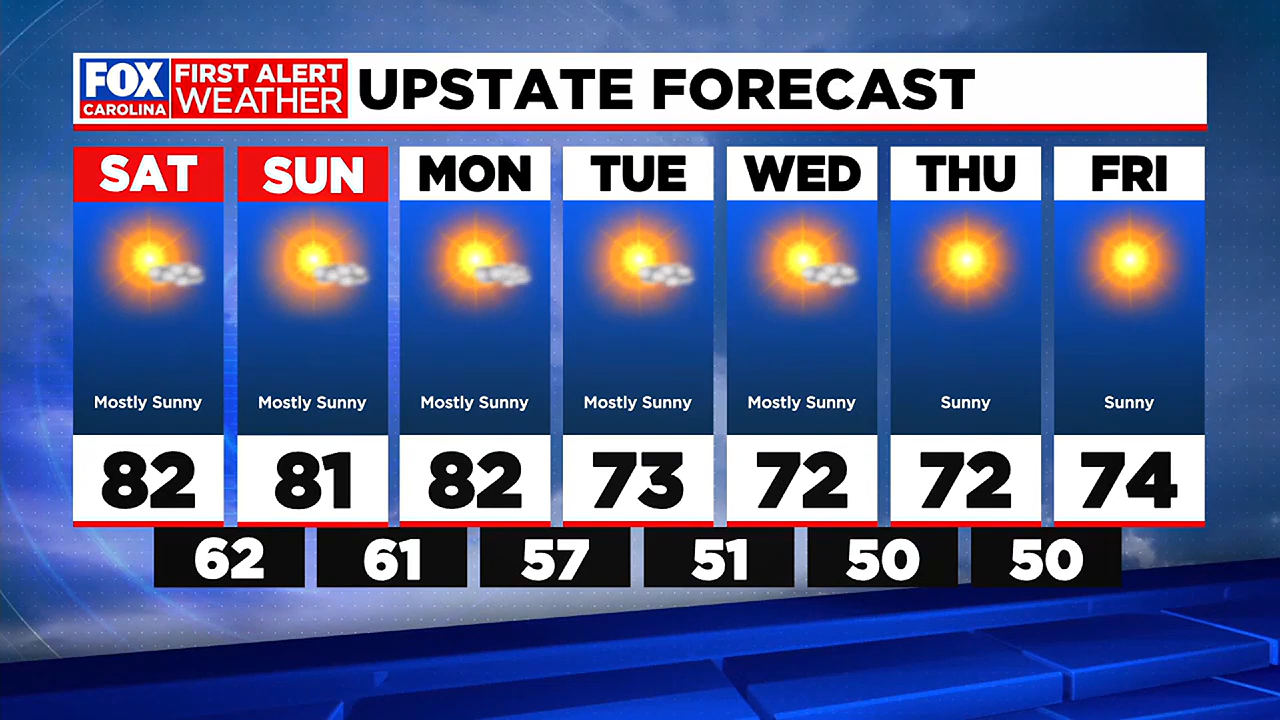 FOX CAROLINA FIRST ALERT WEATHER UPSTATE FORECAST
SAT SUN MON TUE WED THU FRI
Mostly Sunny Mostly Sunny Mostly Sunny Mostly Sunny Mostly Sunny Sunny Sunny
82 81 82 73 72 72 74
62 61 57 51 50 50